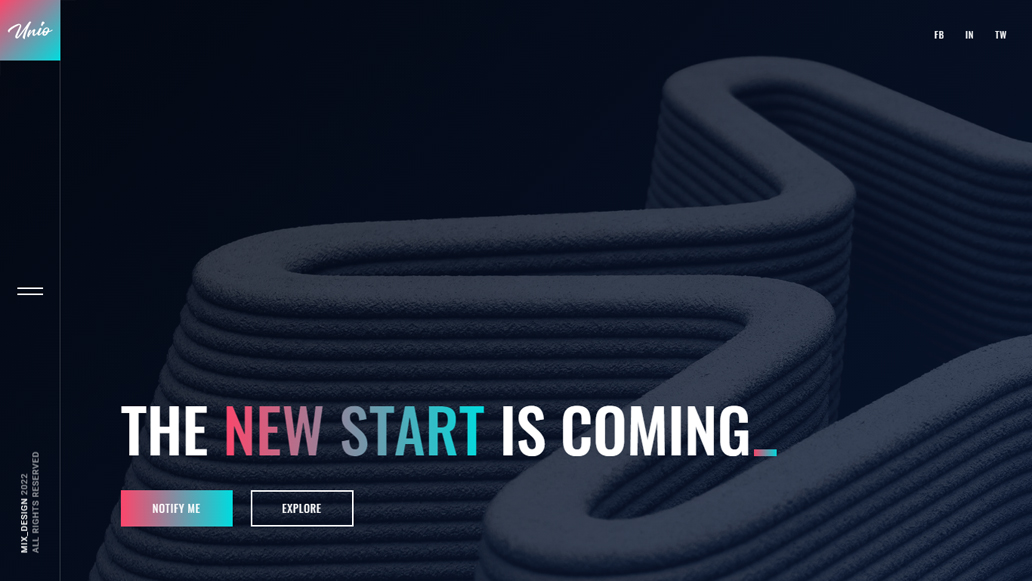 Unio
FB IN TW
THE NEW START IS COMING_
NOTIFY ME EXPLORE
MIX_DESIGN 2022
ALL RIGHTS RESERVED